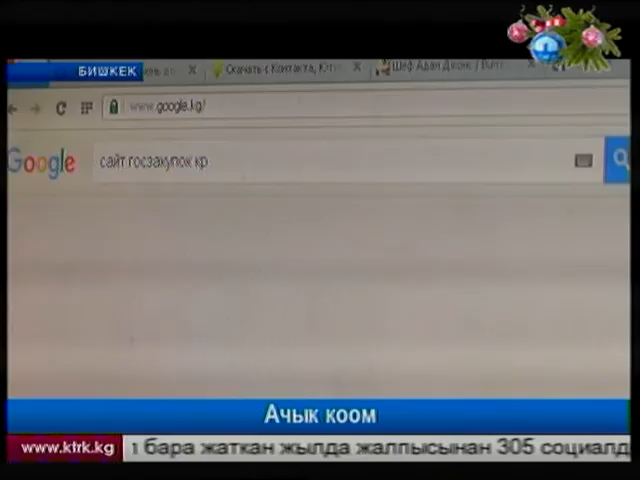 БИШКЕК
Скачать с Контакта, Ютуб
Шеф Адам Джонс /
www.google.kg/
Google
сайт госзакупок кр
Ачык коом
www.ktrk.kg
бара жаткан жылда жалпысынан 305 социалд